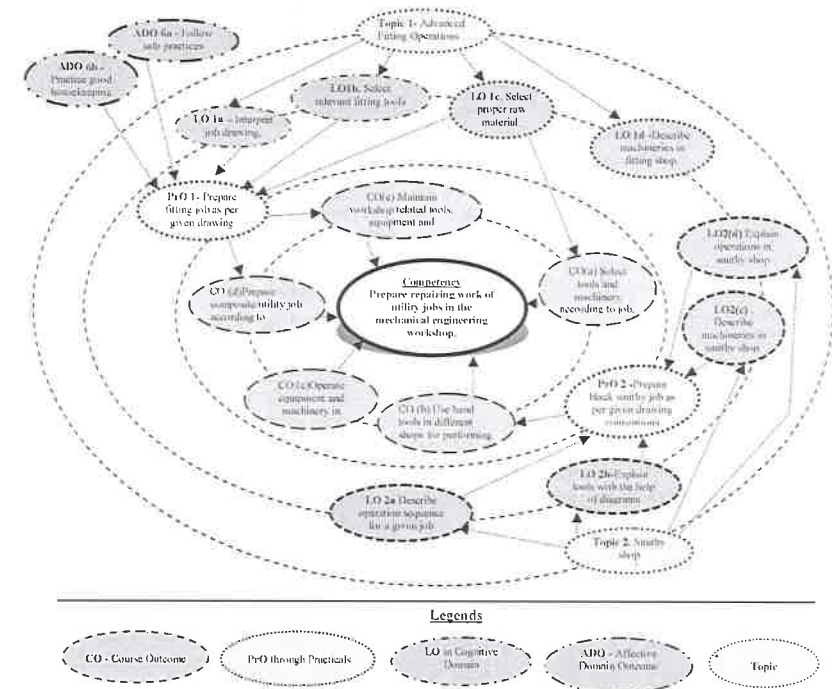 Topic 1- Advanced
Fitting Operations
ADO 6a - Follow
safe practices
ADO 6b -
Practice good
housekeeping
LO1b. Select
relevant fitting tools
LO 1c. Select
proper raw
material
LO 1a - Interpret
job drawing.
LO 1d -Describe
machineries in
fitting shop
PrO 1- Prepare
fitting job as per
given drawing
CO(e) Maintain
workshop related tools,
equipment and
LO2(d) Explain
operations in
smithy shop
CO (d)Prepare
composite utility job
according to
Competency
Prepare repairing work of
utility jobs in the
mechanical engineering
workshop.
CO(a) Select
tools and
machinery
according to job.
LO2(c) -
Describe
machineries in
smithy shop
CO (c)Operate
equipment and
machinery in
CO (b) Use hand
tools in different
shops for performing
PrO 2 -Prepare
black smithy job as
per given drawing
LO 2a-Describe
operation sequence
for a given job
LO 2b-Explain
tools with the help
of diagrams
Topic 2. Smithy
shop
Legends
CO - Course Outcome
PrO through Practicals
LO in Cognitive
Domain
ADO - Affective
Domain Outcome
Topic